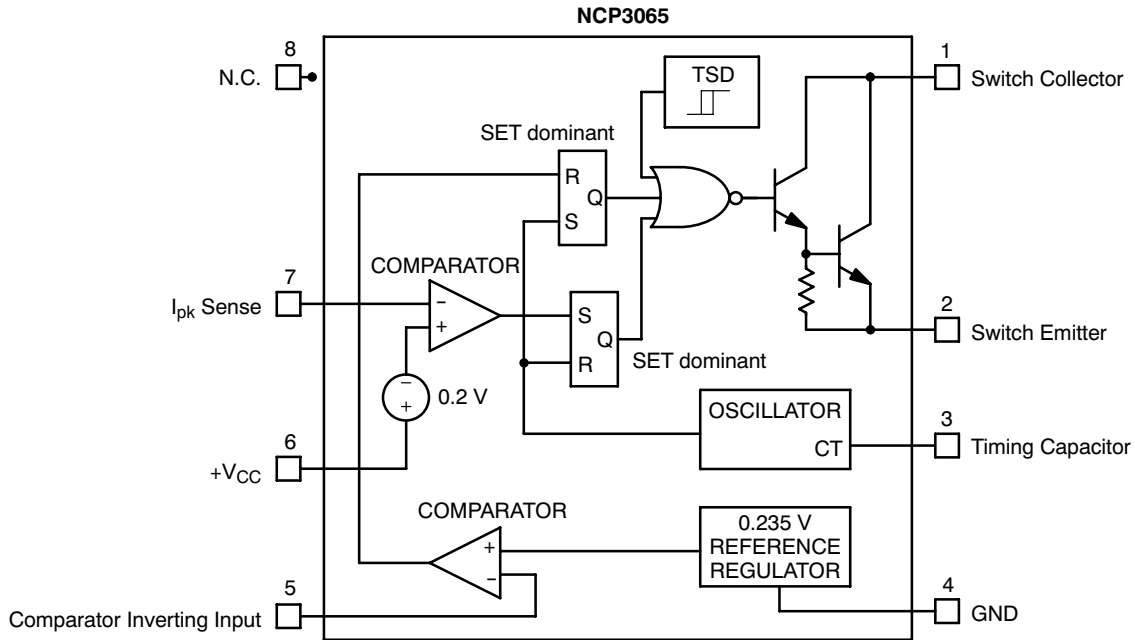 NCP3065
8
N.C.
1
Switch Collector
TSD
SET dominant
R
Q
S
COMPARATOR
7
Ipk Sense
−
+
S
Q
R
SET dominant
2
Switch Emitter
−
+
0.2 V
6
+VCC
OSCILLATOR
CT
3
Timing Capacitor
COMPARATOR
+
−
0.235 V
REFERENCE
REGULATOR
5
Comparator Inverting Input
4
GND